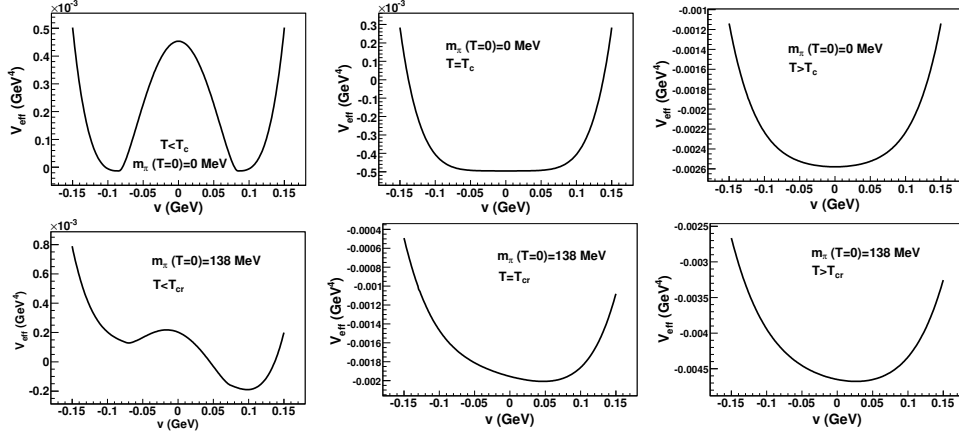 ×10⁻³
V_eff (GeV⁴)
0.5
0.4
0.3
0.2
0.1
0
T<T_c
m_π (T=0)=0 MeV
-0.15 -0.1 -0.05 0 0.05 0.1 0.15
v (GeV)
×10⁻³
V_eff (GeV⁴)
0.3
0.2
0.1
0
-0.1
-0.2
-0.3
-0.4
-0.5
m_π (T=0)=0 MeV
T=T_c
-0.15 -0.1 -0.05 0 0.05 0.1 0.15
v (GeV)
V_eff (GeV⁴)
-0.001
-0.0012
-0.0014
-0.0016
-0.0018
-0.002
-0.0022
-0.0024
-0.0026
m_π (T=0)=0 MeV
T>T_c
-0.15 -0.1 -0.05 0 0.05 0.1 0.15
v (GeV)
×10⁻³
V_eff (GeV⁴)
0.8
0.6
0.4
0.2
0
-0.2
m_π (T=0)=138 MeV
T<T_cr
-0.15 -0.1 -0.05 0 0.05 0.1 0.15
v (GeV)
V_eff (GeV⁴)
-0.0004
-0.0006
-0.0008
-0.001
-0.0012
-0.0014
-0.0016
-0.0018
-0.002
m_π (T=0)=138 MeV
T=T_cr
-0.15 -0.1 -0.05 0 0.05 0.1 0.15
v (GeV)
V_eff (GeV⁴)
-0.0025
-0.003
-0.0035
-0.004
-0.0045
m_π (T=0)=138 MeV
T>T_cr
-0.15 -0.1 -0.05 0 0.05 0.1 0.15
v (GeV)